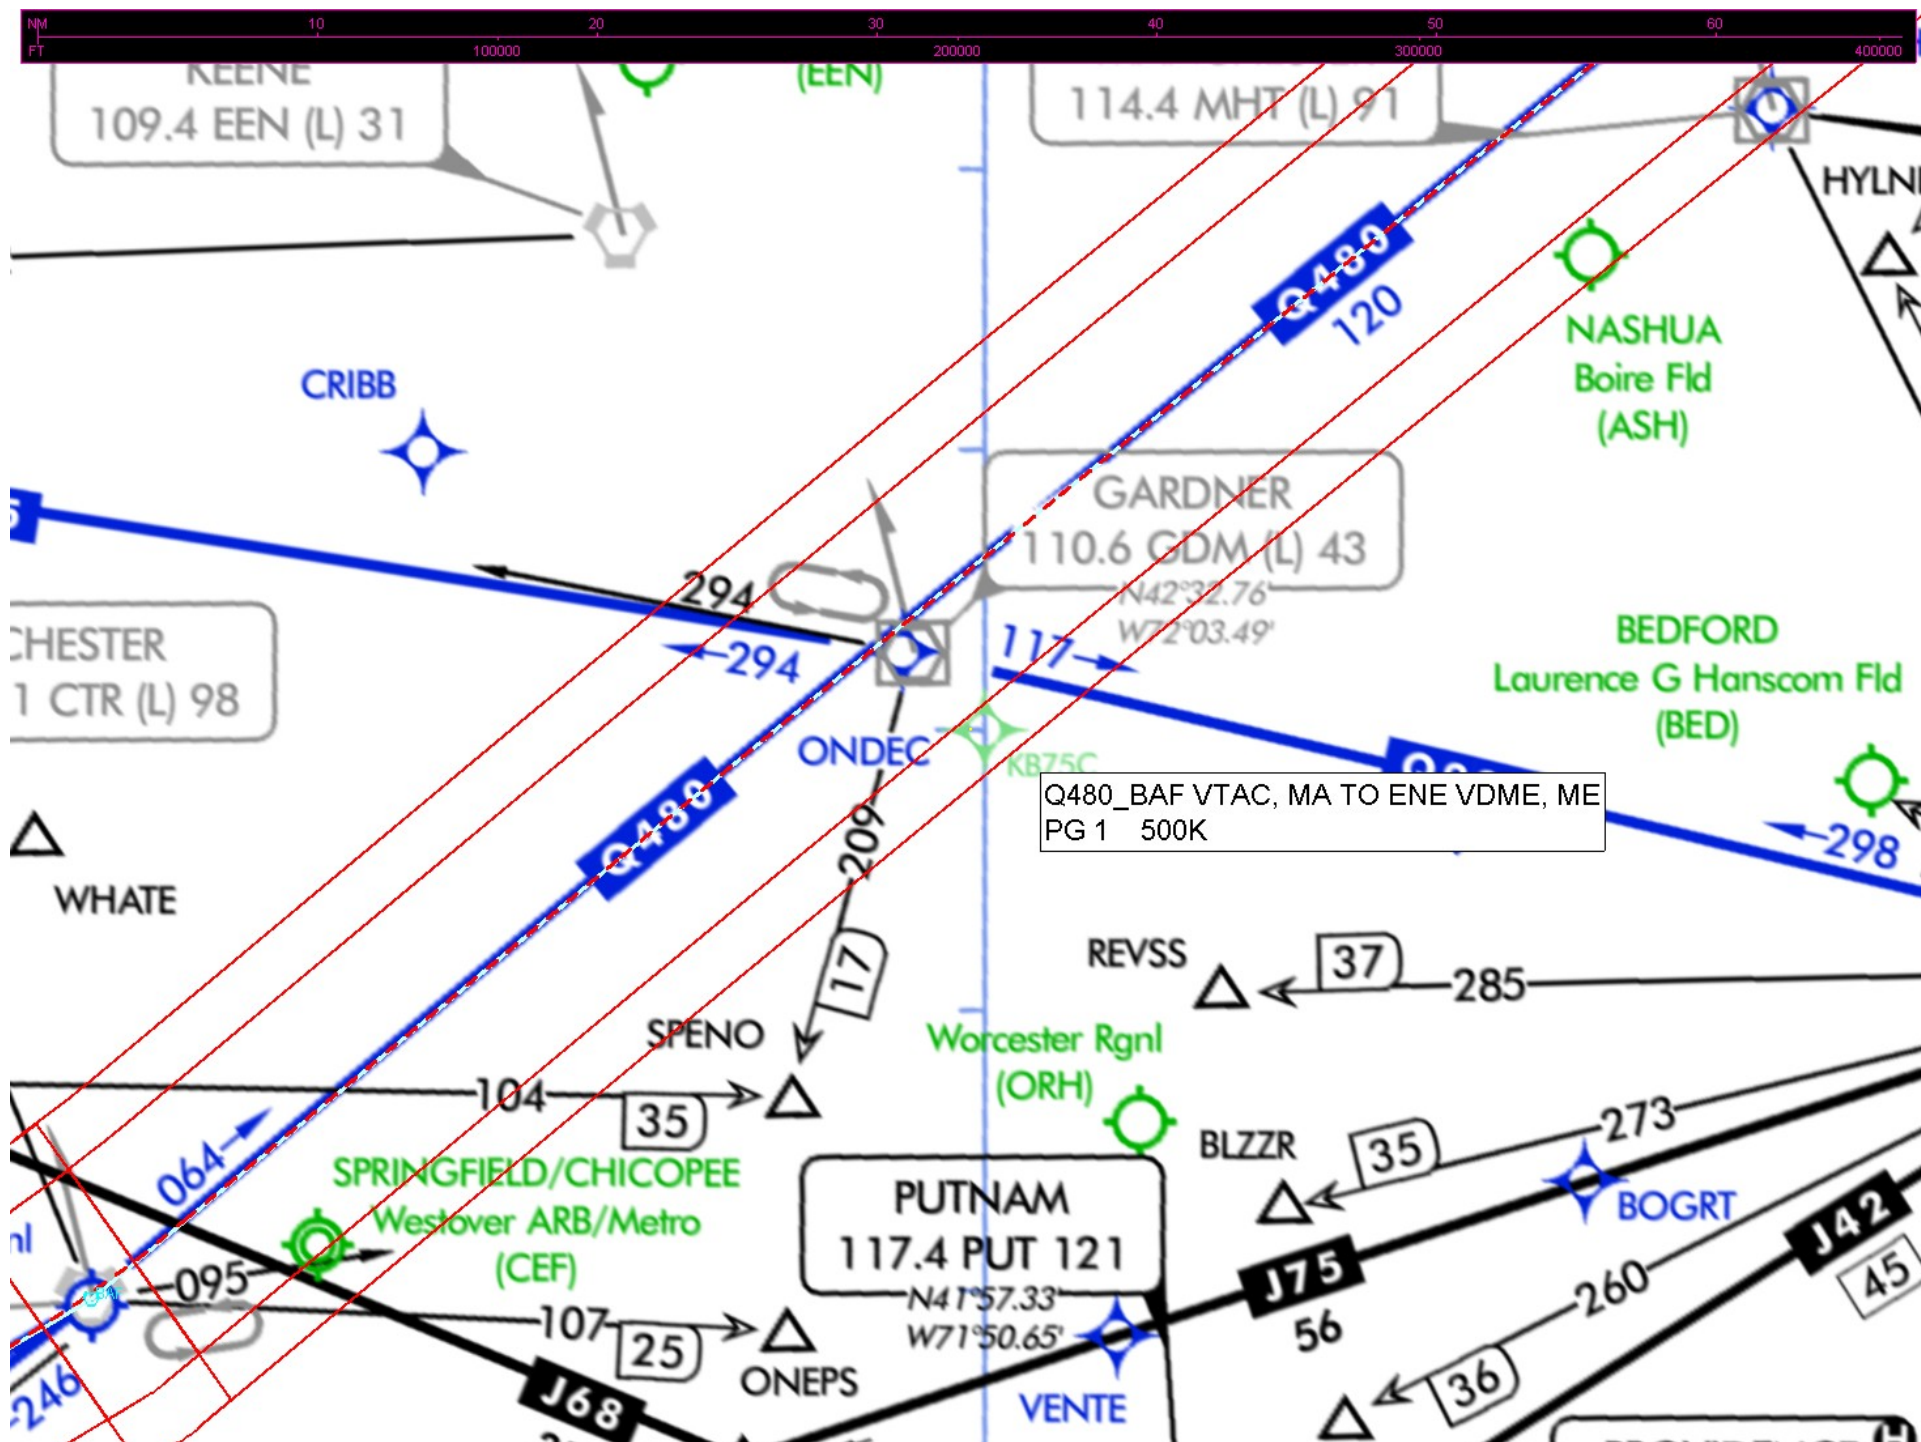 NM 10 20 30 40 50 60
FT 100000 200000 300000 400000
KEENE
109.4 EEN (L) 31
(EEN)
114.4 MHT (L) 91
Q480
120
NASHUA
Boire Fld
(ASH)
CRIBB
GARDNER
110.6 GDM (L) 43
N42°32.76'
W72°03.49'
294
294
117
CHESTER
1 CTR (L) 98
BEDFORD
Laurence G Hanscom Fld
(BED)
ONDEC
KB75C
Q480
Q480_BAF VTAC, MA TO ENE VDME, ME
PG 1 500K
298
209
WHATE
17
REVSS
37
285
SPENO
Worcester Rgnl
(ORH)
104
35
273
BLZZR
35
064
SPRINGFIELD/CHICOPEE
Westover ARB/Metro
(CEF)
PUTNAM
117.4 PUT 121
N41°57.33'
W71°50.65'
BOGRT
J42
45
J75
56
260
095
BAF
107
25
ONEPS
36
246
J68
VENTE